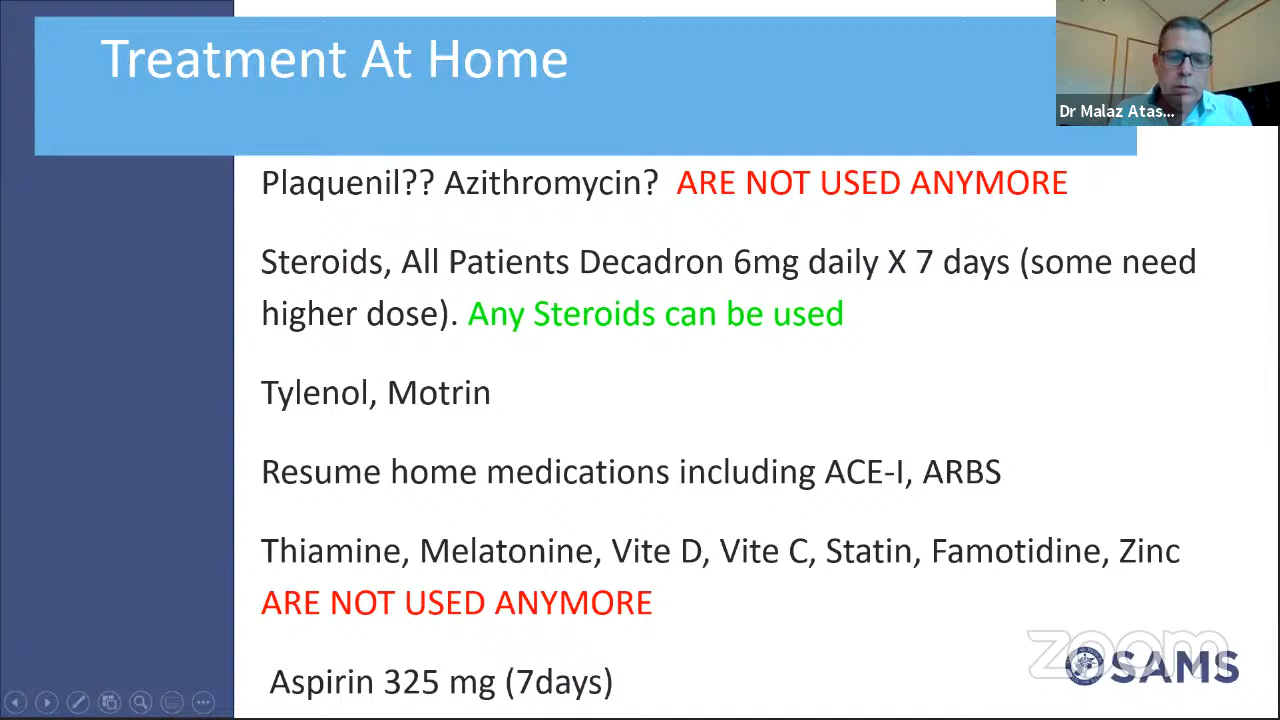 Treatment At Home
Dr Malaz Atas...
Plaquenil?? Azithromycin? ARE NOT USED ANYMORE
Steroids, All Patients Decadron 6mg daily X 7 days (some need
higher dose). Any Steroids can be used
Tylenol, Motrin
Resume home medications including ACE-I, ARBS
Thiamine, Melatonine, Vite D, Vite C, Statin, Famotidine, Zinc
ARE NOT USED ANYMORE
Aspirin 325 mg (7days)
zoom
SAMS